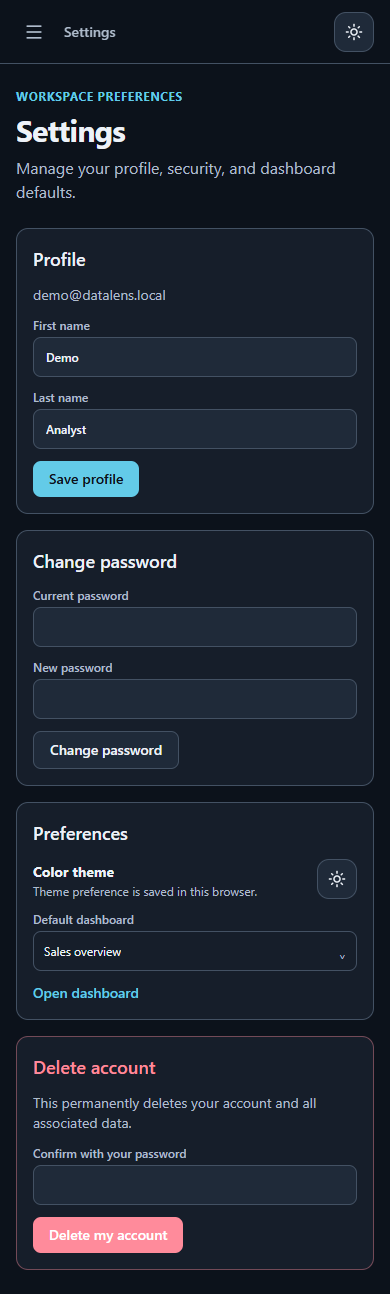 Settings
WORKSPACE PREFERENCES
Settings
Manage your profile, security, and dashboard
defaults.
Profile
demo@datalens.local
First name
Demo
Last name
Analyst
Save profile
Change password
Current password
New password
Change password
Preferences
Color theme
Theme preference is saved in this browser.
Default dashboard
Sales overview
Open dashboard
Delete account
This permanently deletes your account and all
associated data.
Confirm with your password
Delete my account